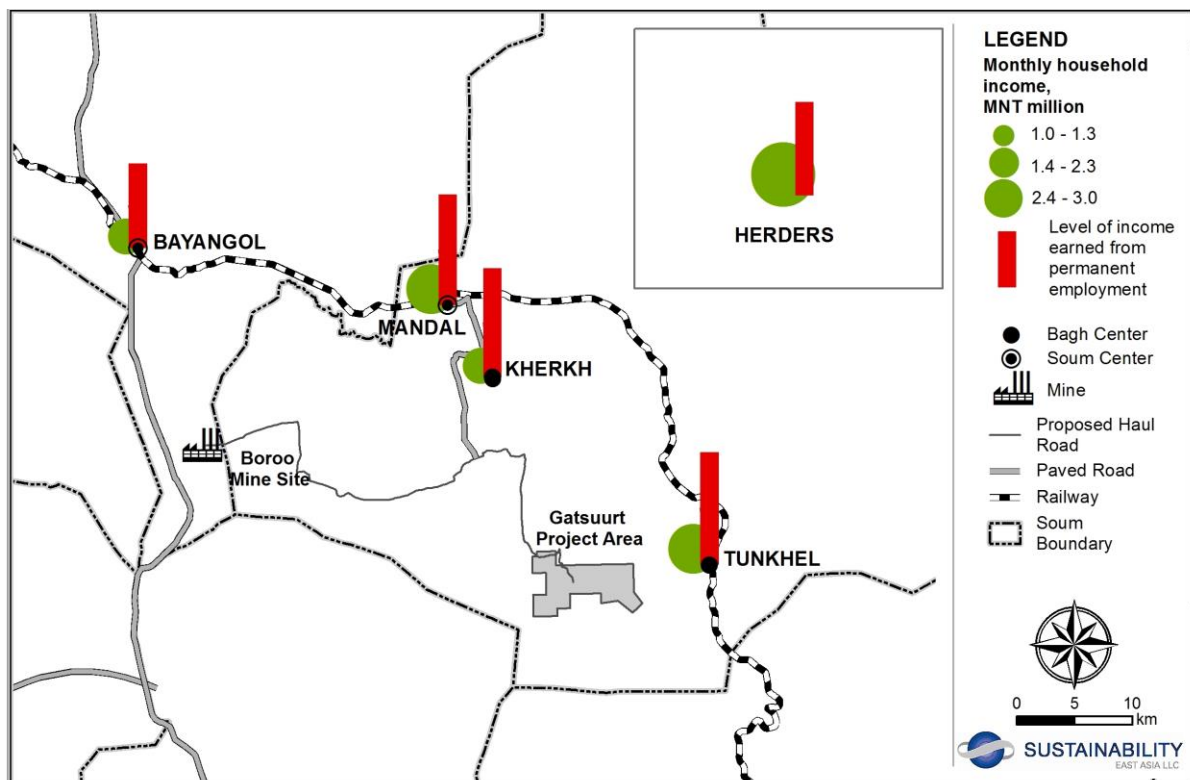 BAYANGOL
MANDAL
KHERKH
Boroo
Mine Site
Gatsuurt
Project Area
TUNKHEL
HERDERS
LEGEND
Monthly household
income,
MNT million
1.0 - 1.3
1.4 - 2.3
2.4 - 3.0
Level of income
earned from
permanent
employment
Bagh Center
Soum Center
Mine
Proposed Haul
Road
Paved Road
Railway
Soum
Boundary
0 5 10
km
SUSTAINABILITY
EAST ASIA LLC